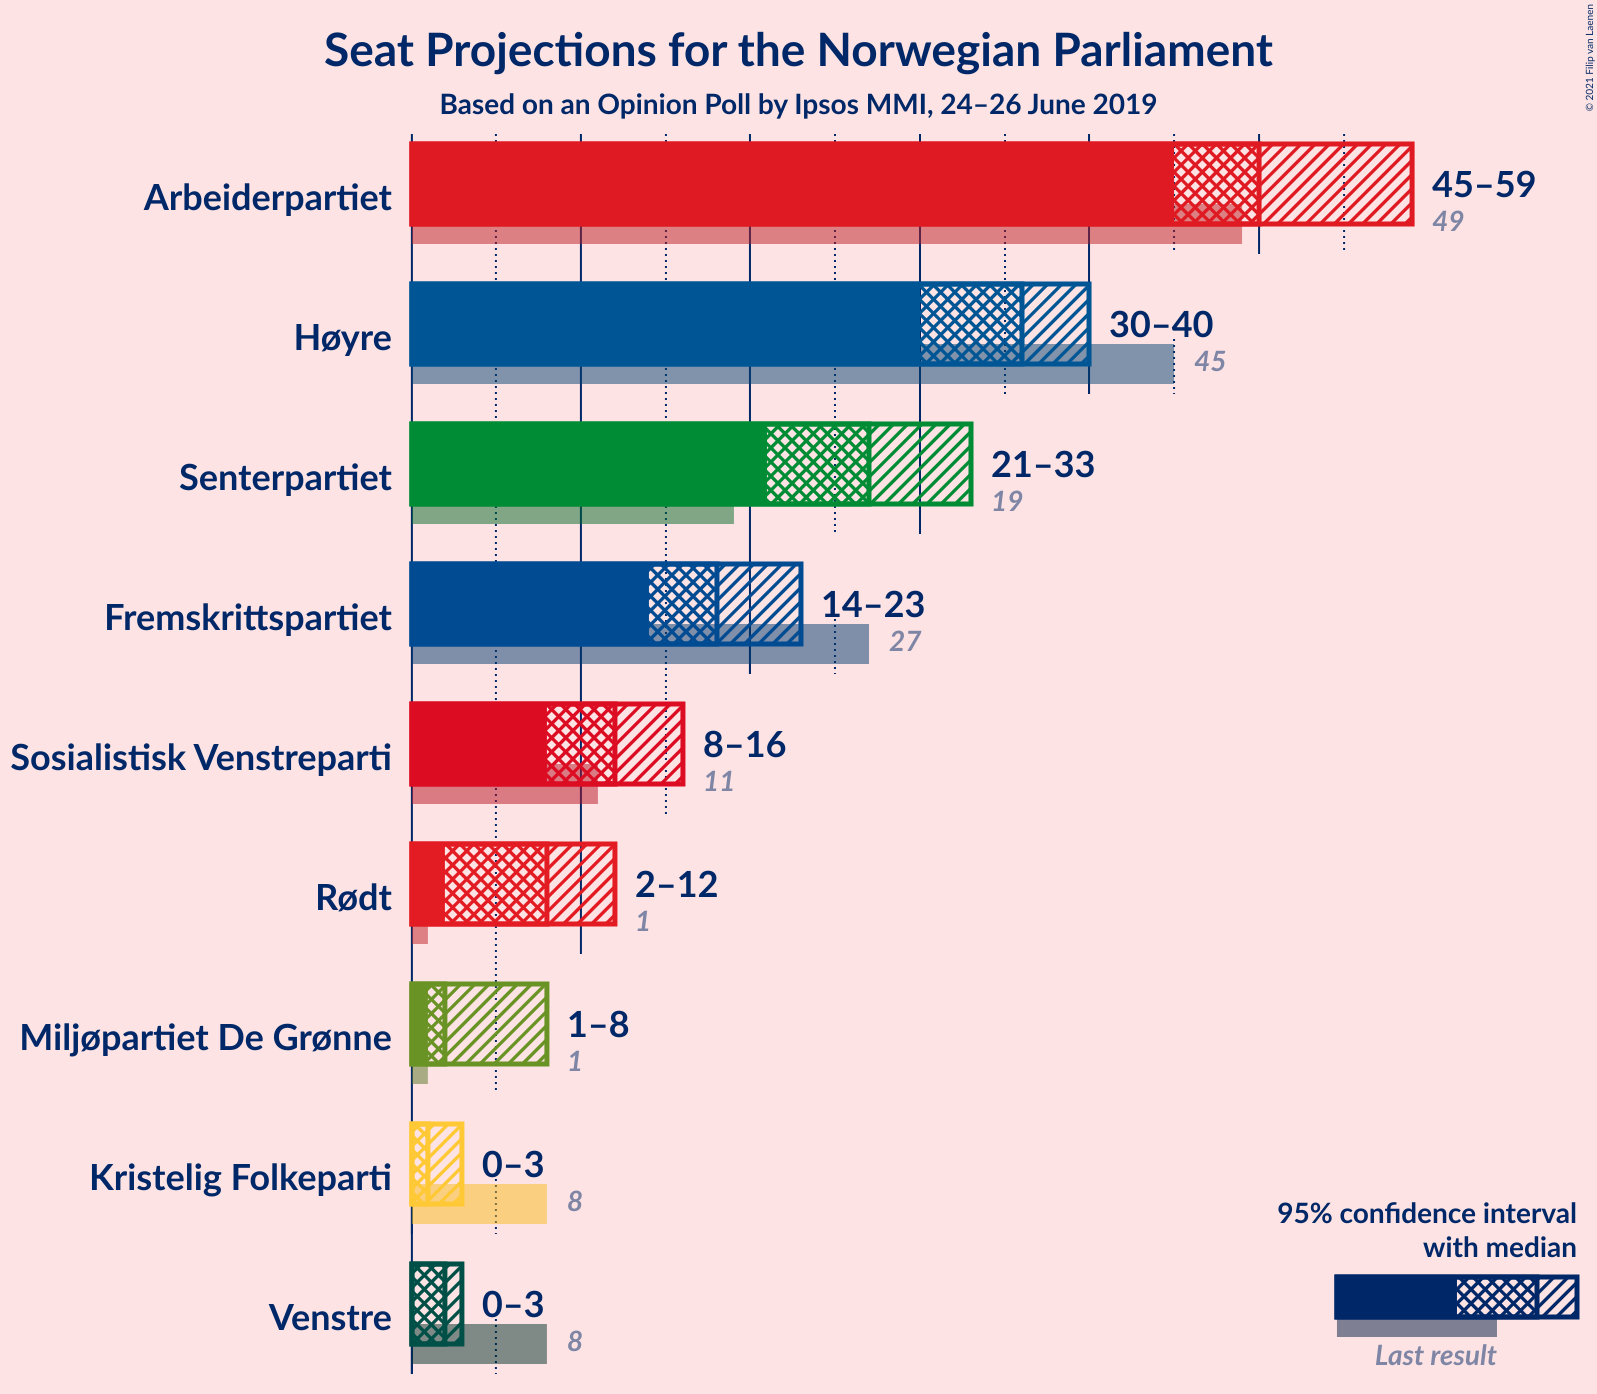 Seat Projections for the Norwegian Parliament
Based on an Opinion Poll by Ipsos MMI, 24–26 June 2019
© 2021 Filip van Laenen
Arbeiderpartiet
45–59
49
Høyre
30–40
45
Senterpartiet
21–33
19
Fremskrittspartiet
14–23
27
Sosialistisk Venstreparti
8–16
11
Rødt
2–12
1
Miljøpartiet De Grønne
1–8
1
Kristelig Folkeparti
0–3
8
Venstre
0–3
8
95% confidence interval
with median
Last result